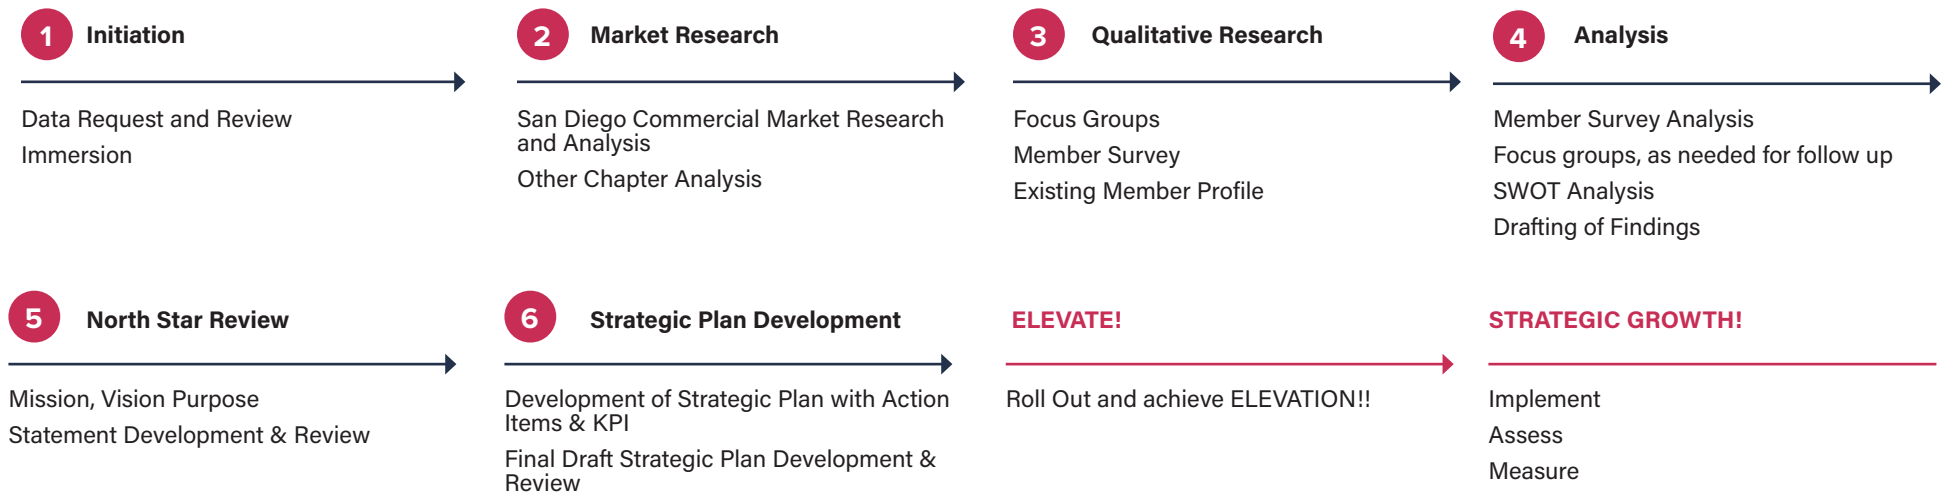 1 Initiation
Data Request and Review
Immersion
2 Market Research
San Diego Commercial Market Research
and Analysis
Other Chapter Analysis
3 Qualitative Research
Focus Groups
Member Survey
Existing Member Profile
4 Analysis
Member Survey Analysis
Focus groups, as needed for follow up
SWOT Analysis
Drafting of Findings
5 North Star Review
Mission, Vision Purpose
Statement Development & Review
6 Strategic Plan Development
Development of Strategic Plan with Action
Items & KPI
Final Draft Strategic Plan Development &
Review
ELEVATE!
Roll Out and achieve ELEVATION!!
STRATEGIC GROWTH!
Implement
Assess
Measure